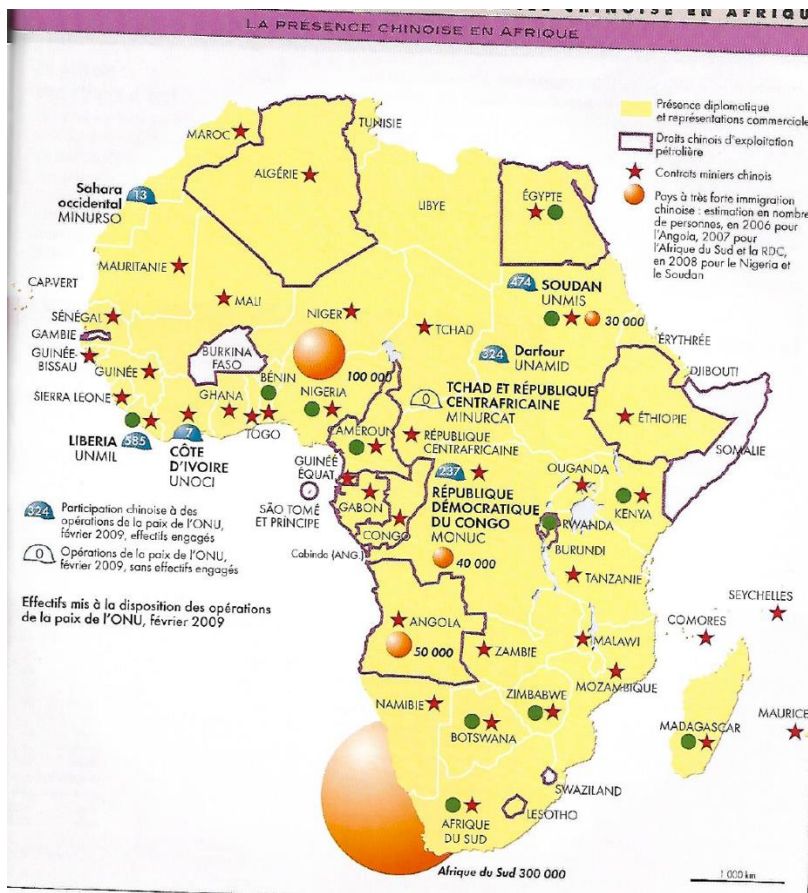 CHINOISE EN AFRIQU
LA PRÉSENCE CHINOISE EN AFRIQUE
Présence diplomatique
et représentations commerciale
Droits chinois d'exploitation
pétrolière
Contrats miniers chinois
Pays à très forte immigration
chinoise : estimation en nombre
de personnes, en 2006 pour
l'Angola, 2007 pour
l'Afrique du Sud et la RDC,
en 2008 pour le Nigeria et
le Soudan
TUNISIE
MAROC
ALGÉRIE
LIBYE
ÉGYPTE
Sahara
occidental
MINURSO
13
MAURITANIE
CAP-VERT
MALI
NIGER
TCHAD
474
SOUDAN
UNMIS
30 000
ÉRYTHRÉE
DJIBOUTI
SÉNÉGAL
GAMBIE
GUINÉE-
BISSAU
GUINÉE
BURKINA
FASO
100 000
324
Darfour
UNAMID
BÉNIN
GHANA
NIGERIA
SIERRA LEONE
TOGO
0
TCHAD ET RÉPUBLIQUE
CENTRAFRICAINE
MINURCAT
ÉTHIOPIE
SOMALIE
LIBERIA
UNMIL
585
7
CÔTE
D'IVOIRE
UNOCI
CAMEROUN
RÉPUBLIQUE
CENTRAFRICAINE
GUINÉE
ÉQUAT.
SÃO TOMÉ
ET PRÍNCIPE
GABON
CONGO
Cabinda (ANG.)
237
RÉPUBLIQUE
DÉMOCRATIQUE
DU CONGO
MONUC
40 000
OUGANDA
KENYA
RWANDA
BURUNDI
TANZANIE
324
Participation chinoise à des
opérations de la paix de l'ONU,
février 2009, effectifs engagés
0
Opérations de la paix de l'ONU,
février 2009, sans effectifs engagés
Effectifs mis à la disposition des opérations
de la paix de l'ONU, février 2009
SEYCHELLES
COMORES
ANGOLA
50 000
ZAMBIE
MALAWI
MOZAMBIQUE
NAMIBIE
ZIMBABWE
BOTSWANA
MADAGASCAR
MAURICE
SWAZILAND
LESOTHO
AFRIQUE
DU SUD
Afrique du Sud 300 000
1 000 km